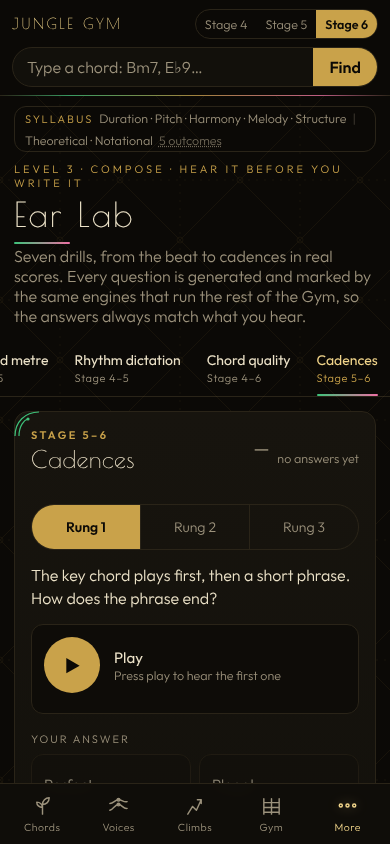 JUNGLE GYM
Stage 4 Stage 5 Stage 6
Type a chord: Bm7, E♭9... Find
SYLLABUS Duration · Pitch · Harmony · Melody · Structure |
Theoretical · Notational 5 outcomes
LEVEL 3 · COMPOSE · HEAR IT BEFORE YOU
WRITE IT
Ear Lab
Seven drills, from the beat to cadences in real
scores. Every question is generated and marked by
the same engines that run the rest of the Gym, so
the answers always match what you hear.
d metre Rhythm dictation Chord quality Cadences
5 Stage 4–5 Stage 4–6 Stage 5–6
STAGE 5–6
Cadences — no answers yet
Rung 1 Rung 2 Rung 3
The key chord plays first, then a short phrase.
How does the phrase end?
Play
Press play to hear the first one
YOUR ANSWER
Chords Voices Climbs Gym More